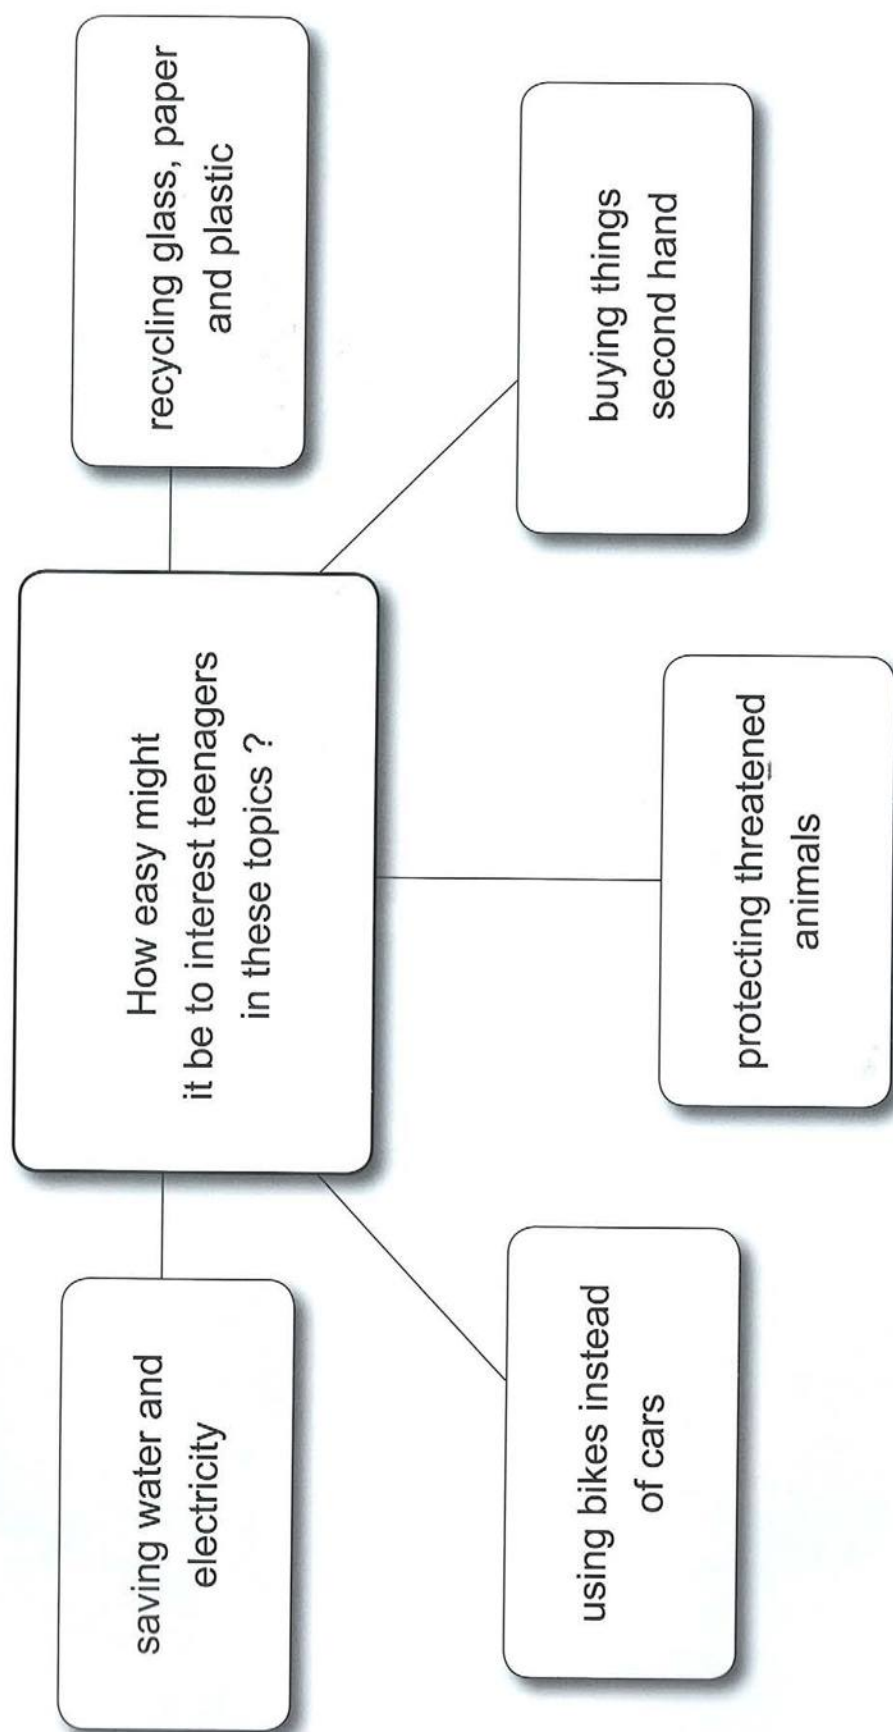 How easy might
it be to interest teenagers
in these topics ?
saving water and
electricity
recycling glass, paper
and plastic
using bikes instead
of cars
protecting threatened
animals
buying things
second hand